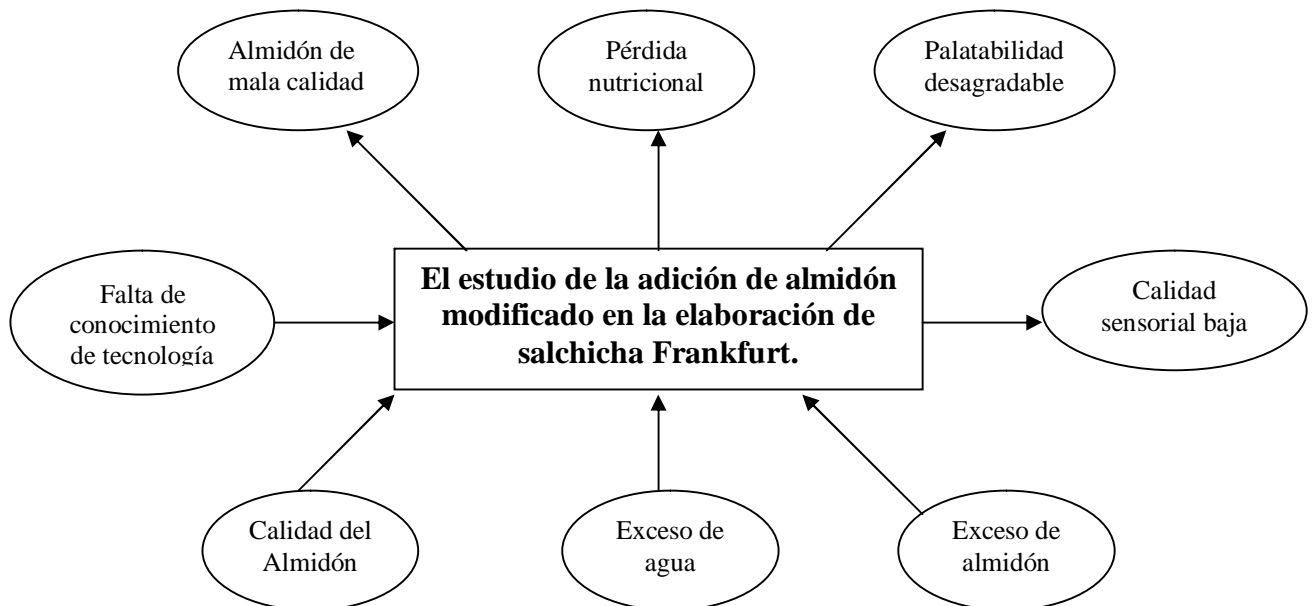 Almidón de
mala calidad
Pérdida
nutricional
Palatabilidad
desagradable
Falta de
conocimiento
de tecnología
El estudio de la adición de almidón
modificado en la elaboración de
salchicha Frankfurt.
Calidad
sensorial baja
Calidad del
Almidón
Exceso de
agua
Exceso de
almidón